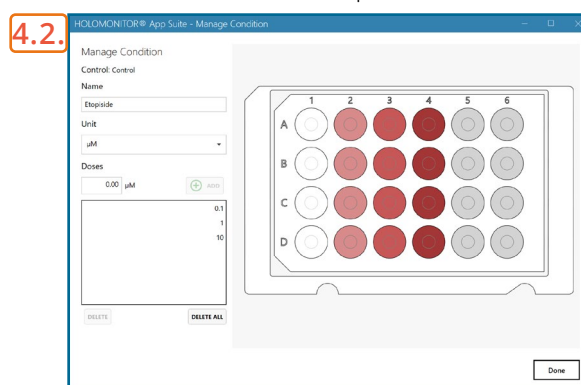 4.2.
HOLOMONITOR® App Suite - Manage Condition
Manage Condition
Control: Control
Name
Etopiside
Unit
µM
Doses
0.00 µM ADD
0.1
1
10
DELETE DELETE ALL
1 2 3 4 5 6
A
B
C
D
Done